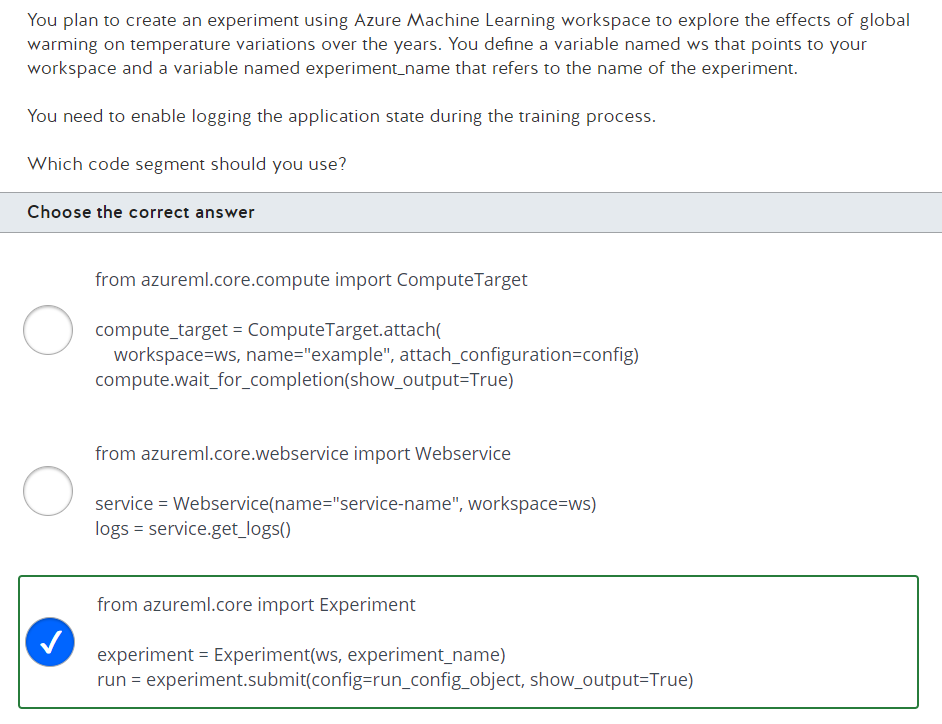 You plan to create an experiment using Azure Machine Learning workspace to explore the effects of global
warming on temperature variations over the years. You define a variable named ws that points to your
workspace and a variable named experiment_name that refers to the name of the experiment.
You need to enable logging the application state during the training process.
Which code segment should you use?
Choose the correct answer
from azureml.core.compute import ComputeTarget
compute_target = ComputeTarget.attach(
workspace=ws, name="example", attach_configuration=config)
compute.wait_for_completion(show_output=True)
from azureml.core.webservice import Webservice
service = Webservice(name="service-name", workspace=ws)
logs = service.get_logs()
from azureml.core import Experiment
experiment = Experiment(ws, experiment_name)
run = experiment.submit(config=run_config_object, show_output=True)